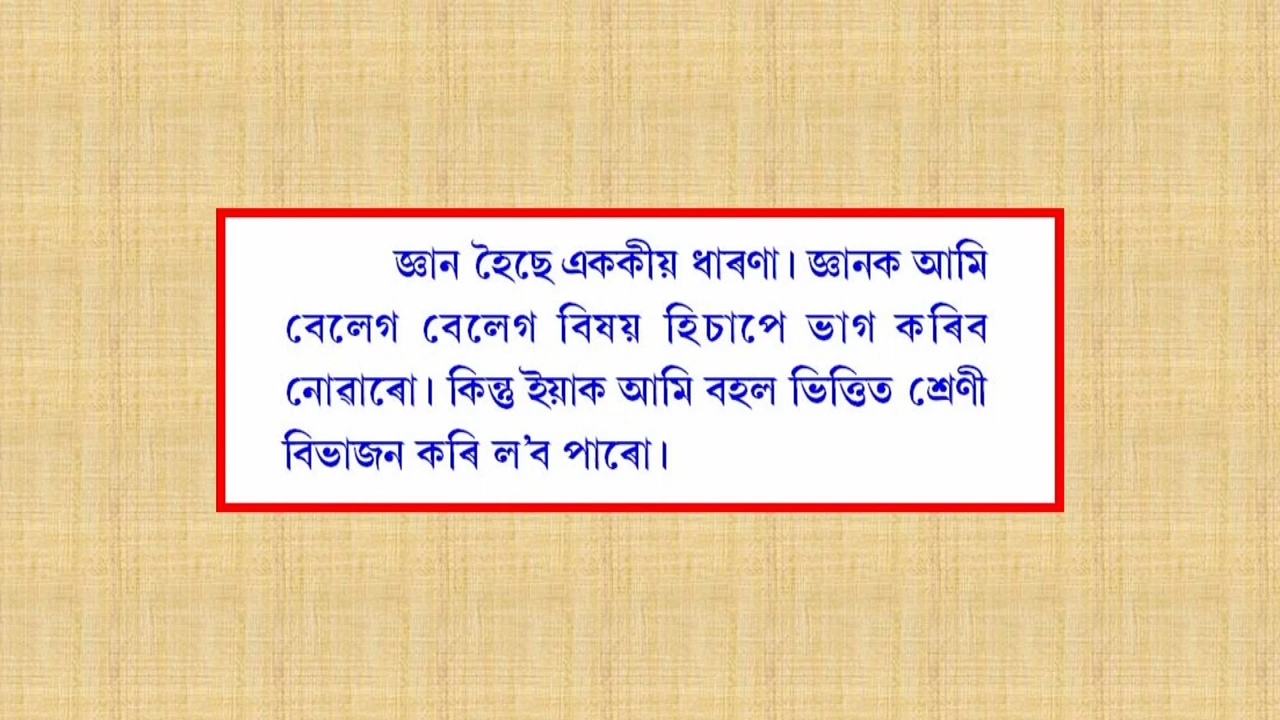 জ্ঞান হৈছে এককীয় ধাৰণা। জ্ঞানক আমি
বেলেগ বেলেগ বিষয় হিচাপে ভাগ কৰিব
নোৱাৰো। কিন্তু ইয়াক আমি বহল ভিত্তিত শ্ৰেণী
বিভাজন কৰি ল'ব পাৰো।